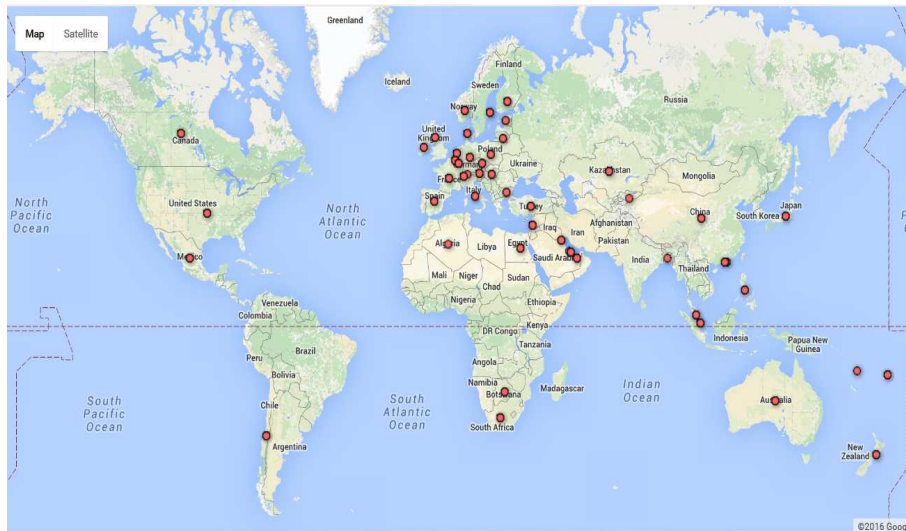 Map Satellite
Greenland
Iceland
Finland
Sweden
Norway
Russia
Canada
United
Kingdom
Poland
Ukraine
France
Kazakhstan
Mongolia
Italy
Spain
Turkey
United States
China
South Korea
Japan
North
Pacific
Ocean
North
Atlantic
Ocean
Iraq
Iran
Afghanistan
Pakistan
Algeria
Libya
Egypt
Saudi Arabia
India
Thailand
Mexico
Mali
Niger
Chad
Sudan
Nigeria
Ethiopia
Venezuela
Colombia
DR Congo
Kenya
Tanzania
Indonesia
Papua New
Guinea
Peru
Brazil
Bolivia
Angola
Namibia
Botswana
Madagascar
Indian
Ocean
South
Pacific
Ocean
South
Atlantic
Ocean
Chile
Argentina
South Africa
Australia
New
Zealand
©2016 Goog